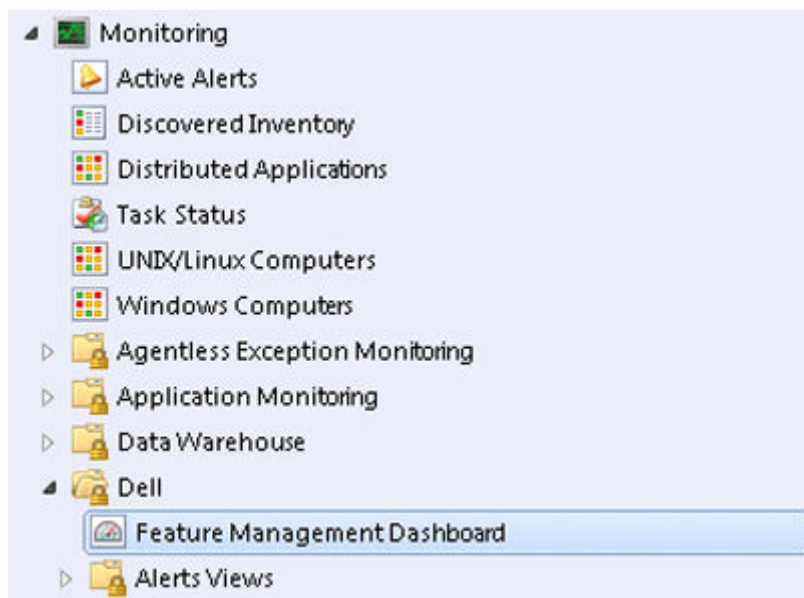 Monitoring
Active Alerts
Discovered Inventory
Distributed Applications
Task Status
UNIX/Linux Computers
Windows Computers
Agentless Exception Monitoring
Application Monitoring
Data Warehouse
Dell
Feature Management Dashboard
Alerts Views